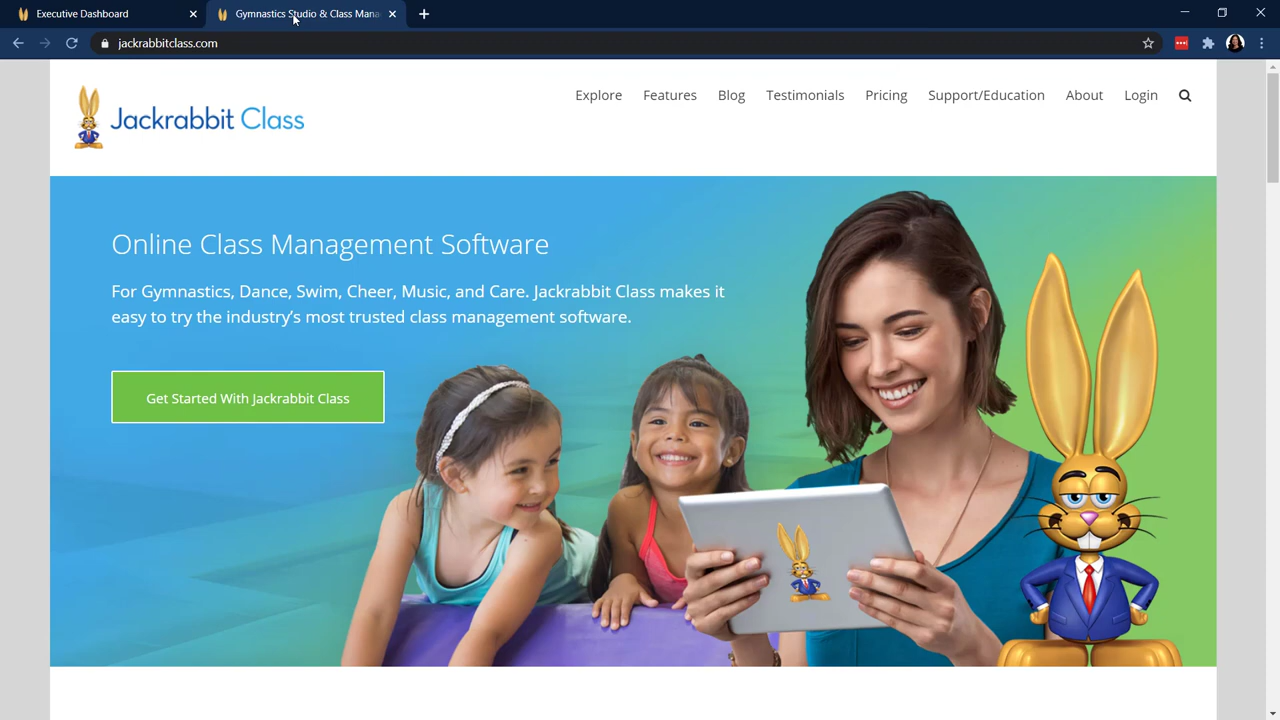 Executive Dashboard
Gymnastics Studio & Class Mana
jackrabbitclass.com
Jackrabbit Class
Explore
Features
Blog
Testimonials
Pricing
Support/Education
About
Login
Online Class Management Software
For Gymnastics, Dance, Swim, Cheer, Music, and Care. Jackrabbit Class makes it
easy to try the industry’s most trusted class management software.
Get Started With Jackrabbit Class